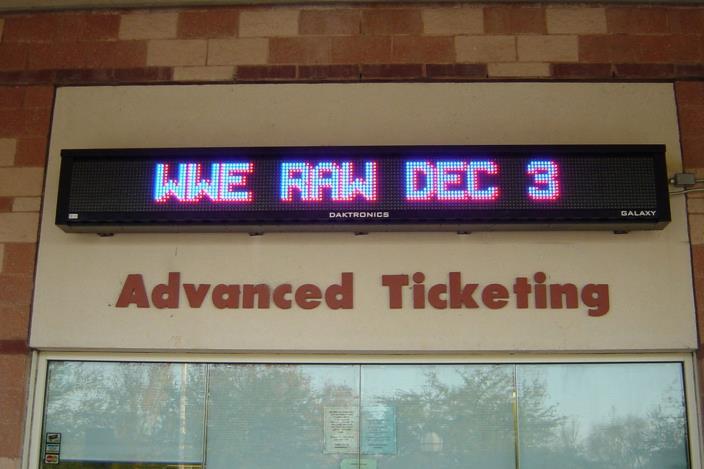 WWE RAW DEC 3
DAKTRONICS
GALAXY
Advanced Ticketing